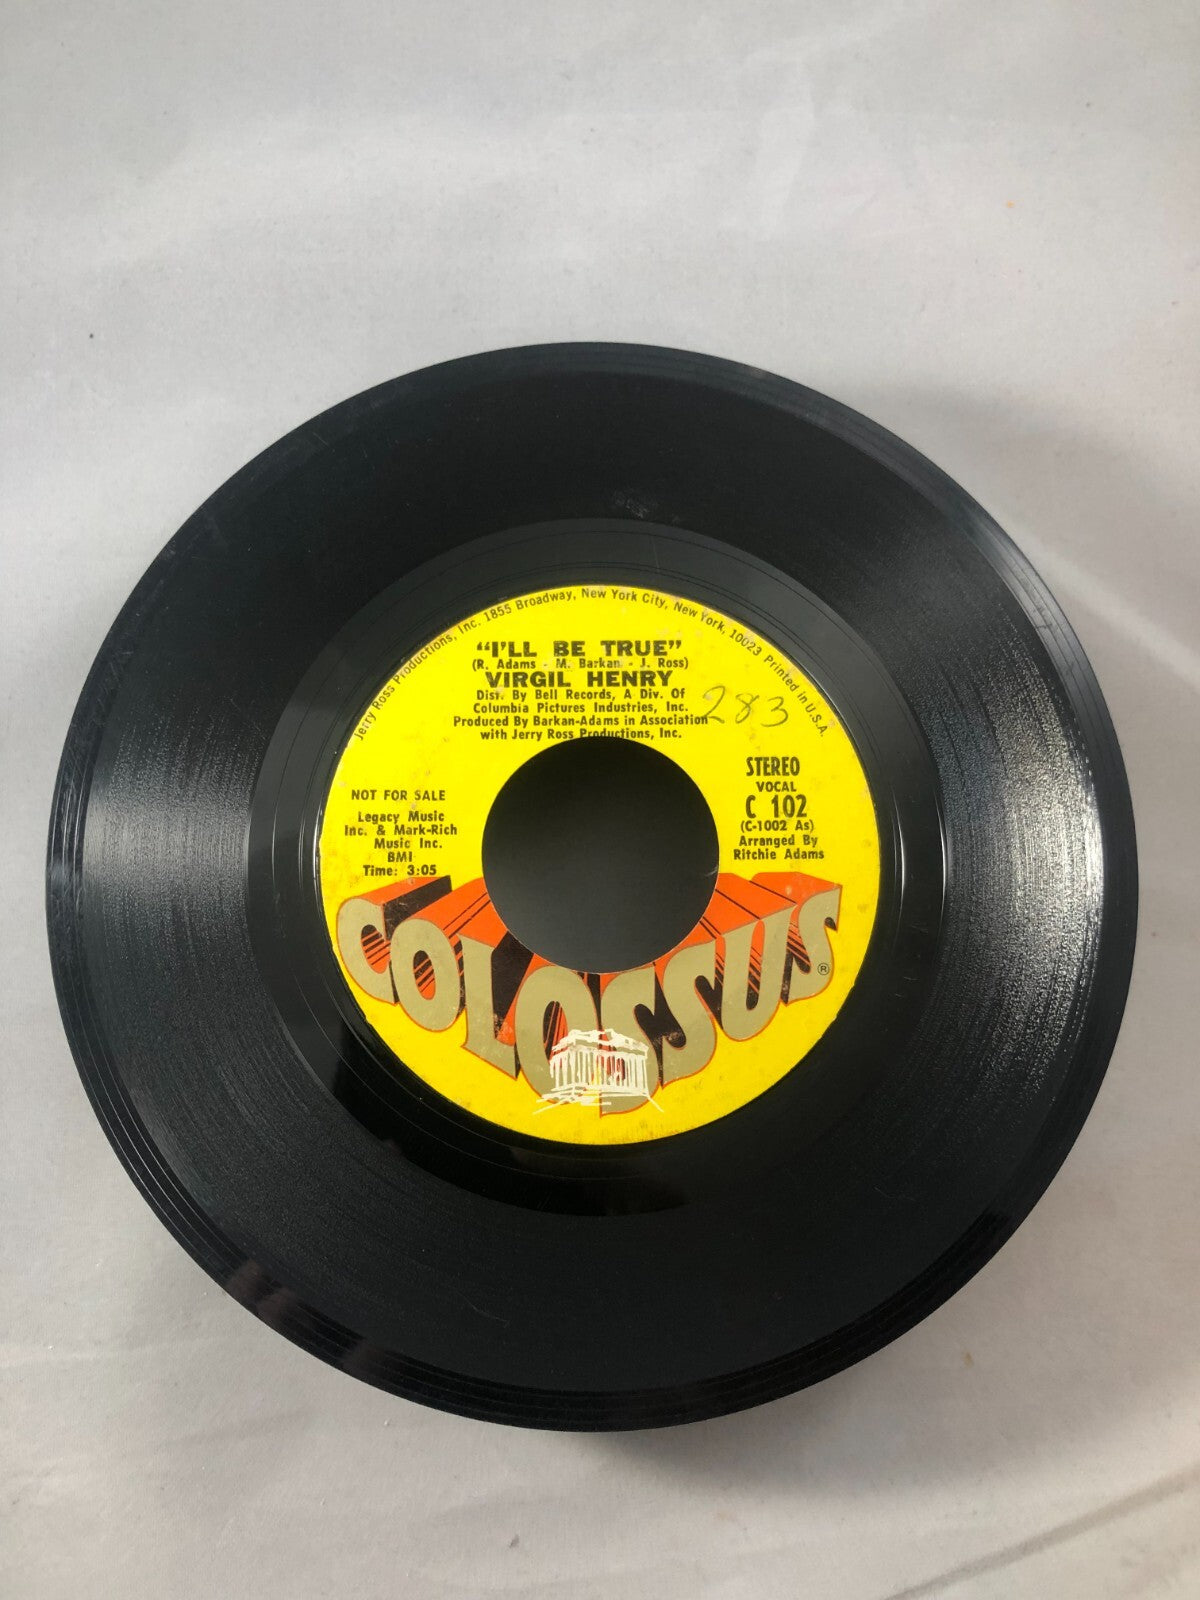 Jerry Ross Productions, Inc. 1855 Broadway, New York City, New York, 10023 Printed in U.S.A.
"I'LL BE TRUE"
(R. Adams - M. Barkan - J. Ross)
VIRGIL HENRY
Dist. By Bell Records, A Div. Of
Columbia Pictures Industries, Inc.
Produced By Barkan-Adams in Association
with Jerry Ross Productions, Inc.
283
NOT FOR SALE
Legacy Music
Inc. & Mark-Rich
Music Inc.
BMI
Time: 3:05
STEREO
VOCAL
C 102
(C-1002 As)
Arranged By
Ritchie Adams
COLOSSUS ®